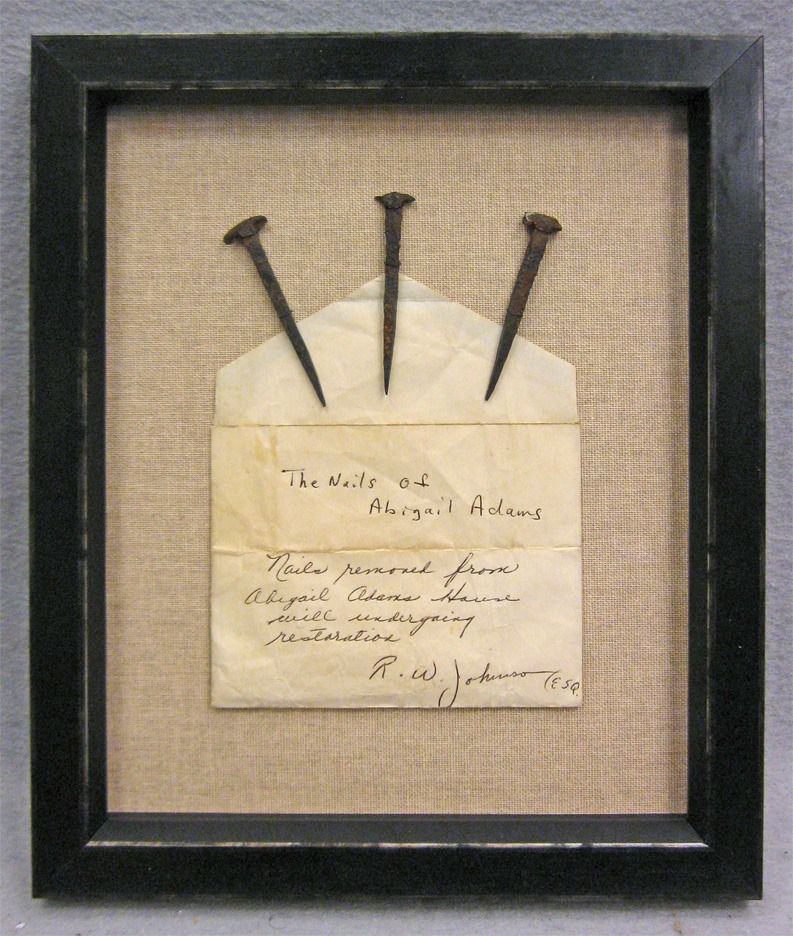 The Nails of
Abigail Adams
Nails removed from
Abigail Adams House
will undergoing
restoration
R. W. Johnson (ESQ.